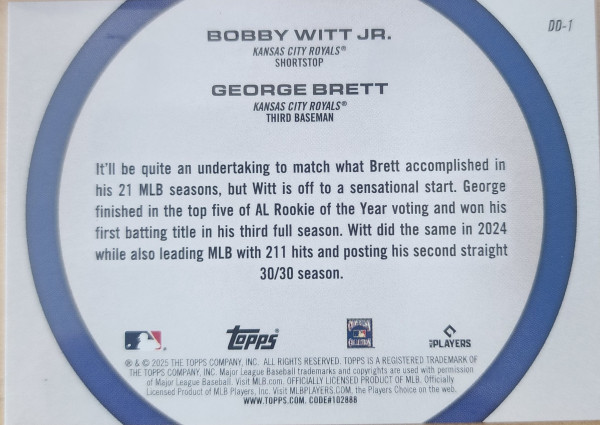 DD-1
BOBBY WITT JR.
KANSAS CITY ROYALS®
SHORTSTOP
GEORGE BRETT
KANSAS CITY ROYALS®
THIRD BASEMAN
It'll be quite an undertaking to match what Brett accomplished in
his 21 MLB seasons, but Witt is off to a sensational start. George
finished in the top five of AL Rookie of the Year voting and won his
first batting title in his third full season. Witt did the same in 2024
while also leading MLB with 211 hits and posting his second straight
30/30 season.
topps
PLAYERS
® & © 2025 THE TOPPS COMPANY, INC. ALL RIGHTS RESERVED. TOPPS IS A REGISTERED TRADEMARK OF
THE TOPPS COMPANY, INC. Major League Baseball trademarks and copyrights are used with permission
of Major League Baseball. Visit MLB.com. OFFICIALLY LICENSED PRODUCT OF MLB. Officially
Licensed Product of MLB Players, Inc. Visit MLBPLAYERS.COM, the Players Choice on the web.
WWW.TOPPS.COM. CODE#102888